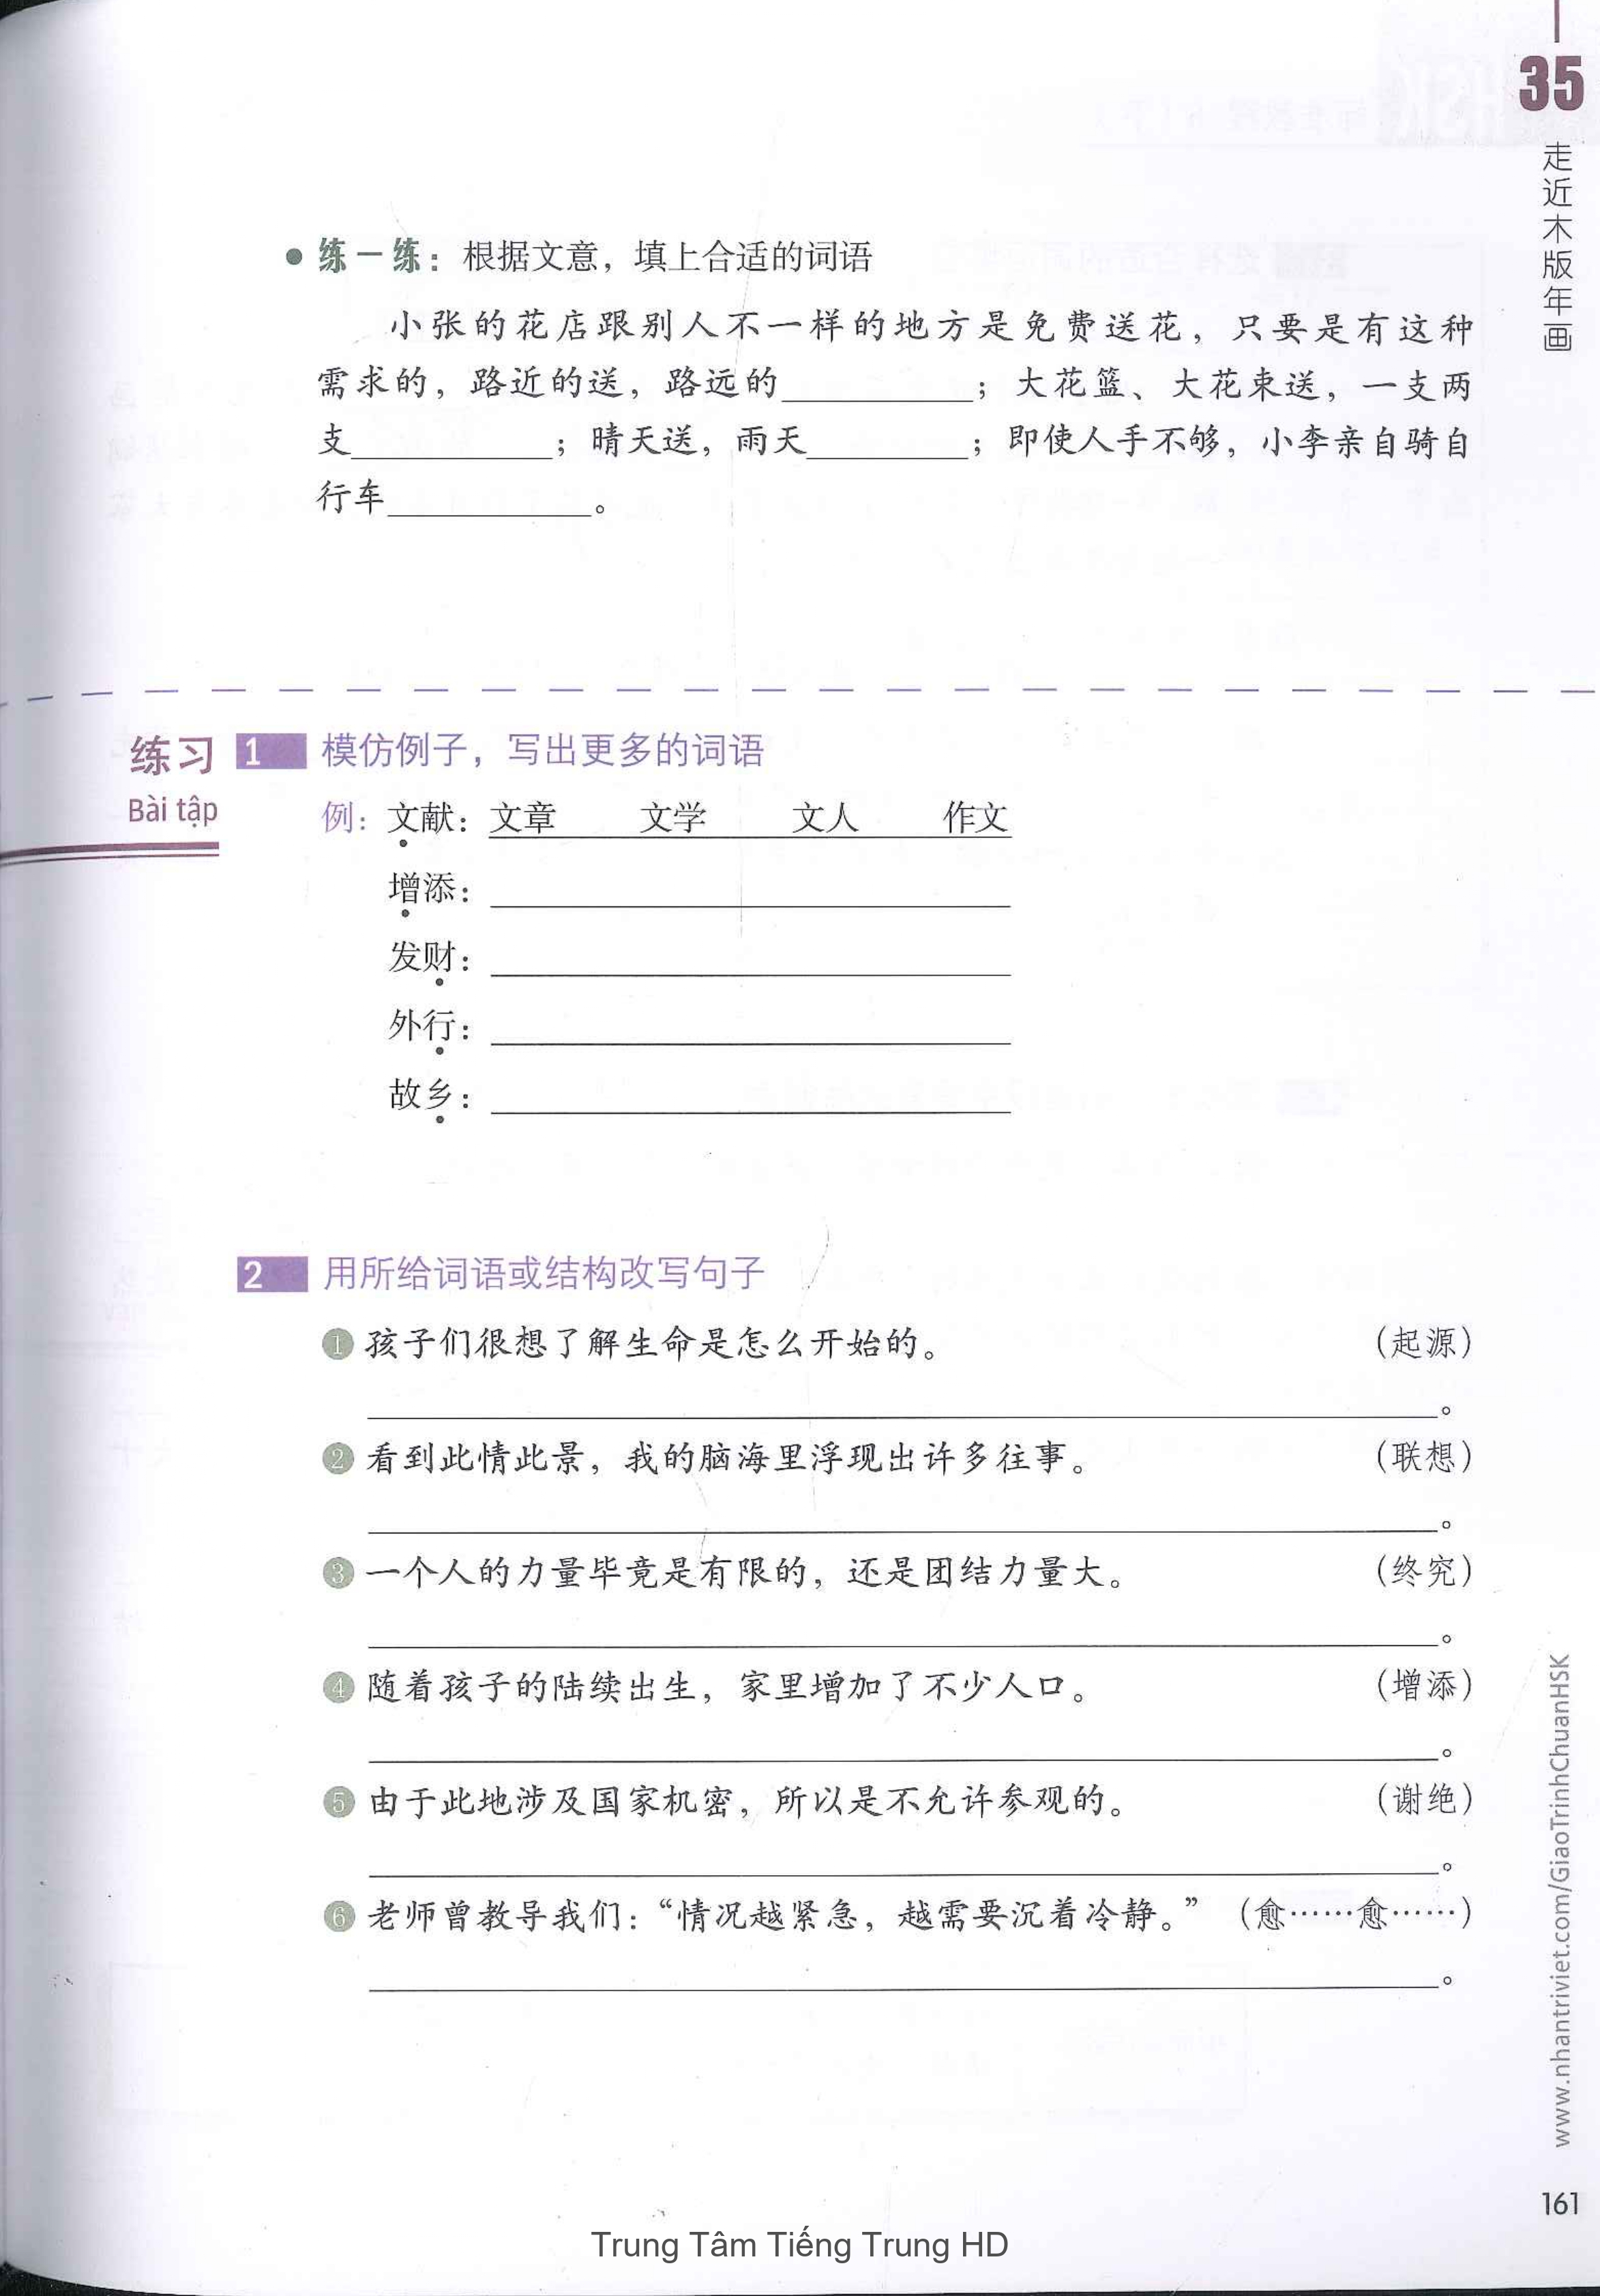 35
走近木版年画
● 练一练：根据文意，填上合适的词语
小张的花店跟别人不一样的地方是免费送花，只要是有这种
需求的，路近的送，路远的__________；大花篮、大花束送，一支两
支__________；晴天送，雨天__________；即使人手不够，小李亲自骑自
行车__________。
练习
Bài tập
1 模仿例子，写出更多的词语
例：文献：文章 文学 文人 作文
增添：
发财：
外行：
故乡：
2 用所给词语或结构改写句子
① 孩子们很想了解生命是怎么开始的。 （起源）
__________。
② 看到此情此景，我的脑海里浮现出许多往事。 （联想）
__________。
③ 一个人的力量毕竟是有限的，还是团结力量大。 （终究）
__________。
④ 随着孩子的陆续出生，家里增加了不少人口。 （增添）
__________。
⑤ 由于此地涉及国家机密，所以是不允许参观的。 （谢绝）
__________。
⑥ 老师曾教导我们：“情况越紧急，越需要沉着冷静。” （愈……愈……）
__________。
www.nhantriviet.com/GiaoTrinhChuanHSK
161
Trung Tâm Tiếng Trung HD